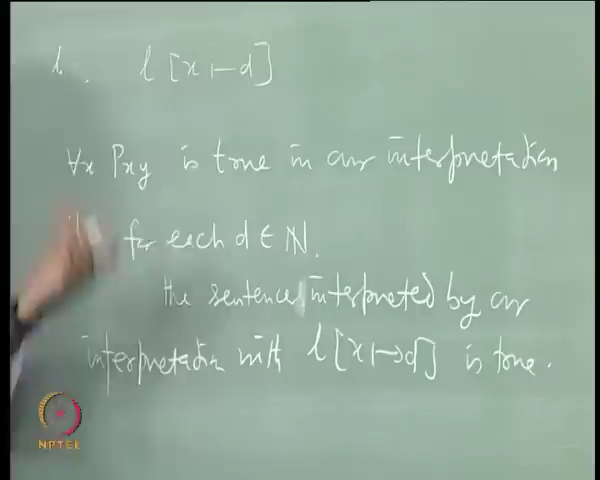 l. l[x ↦ d]
∀x Pxy is true in our interpretation
for each d ∈ ℕ.
the sentence interpreted by our
interpretation with l[x ↦ d] is true.
NPTEL